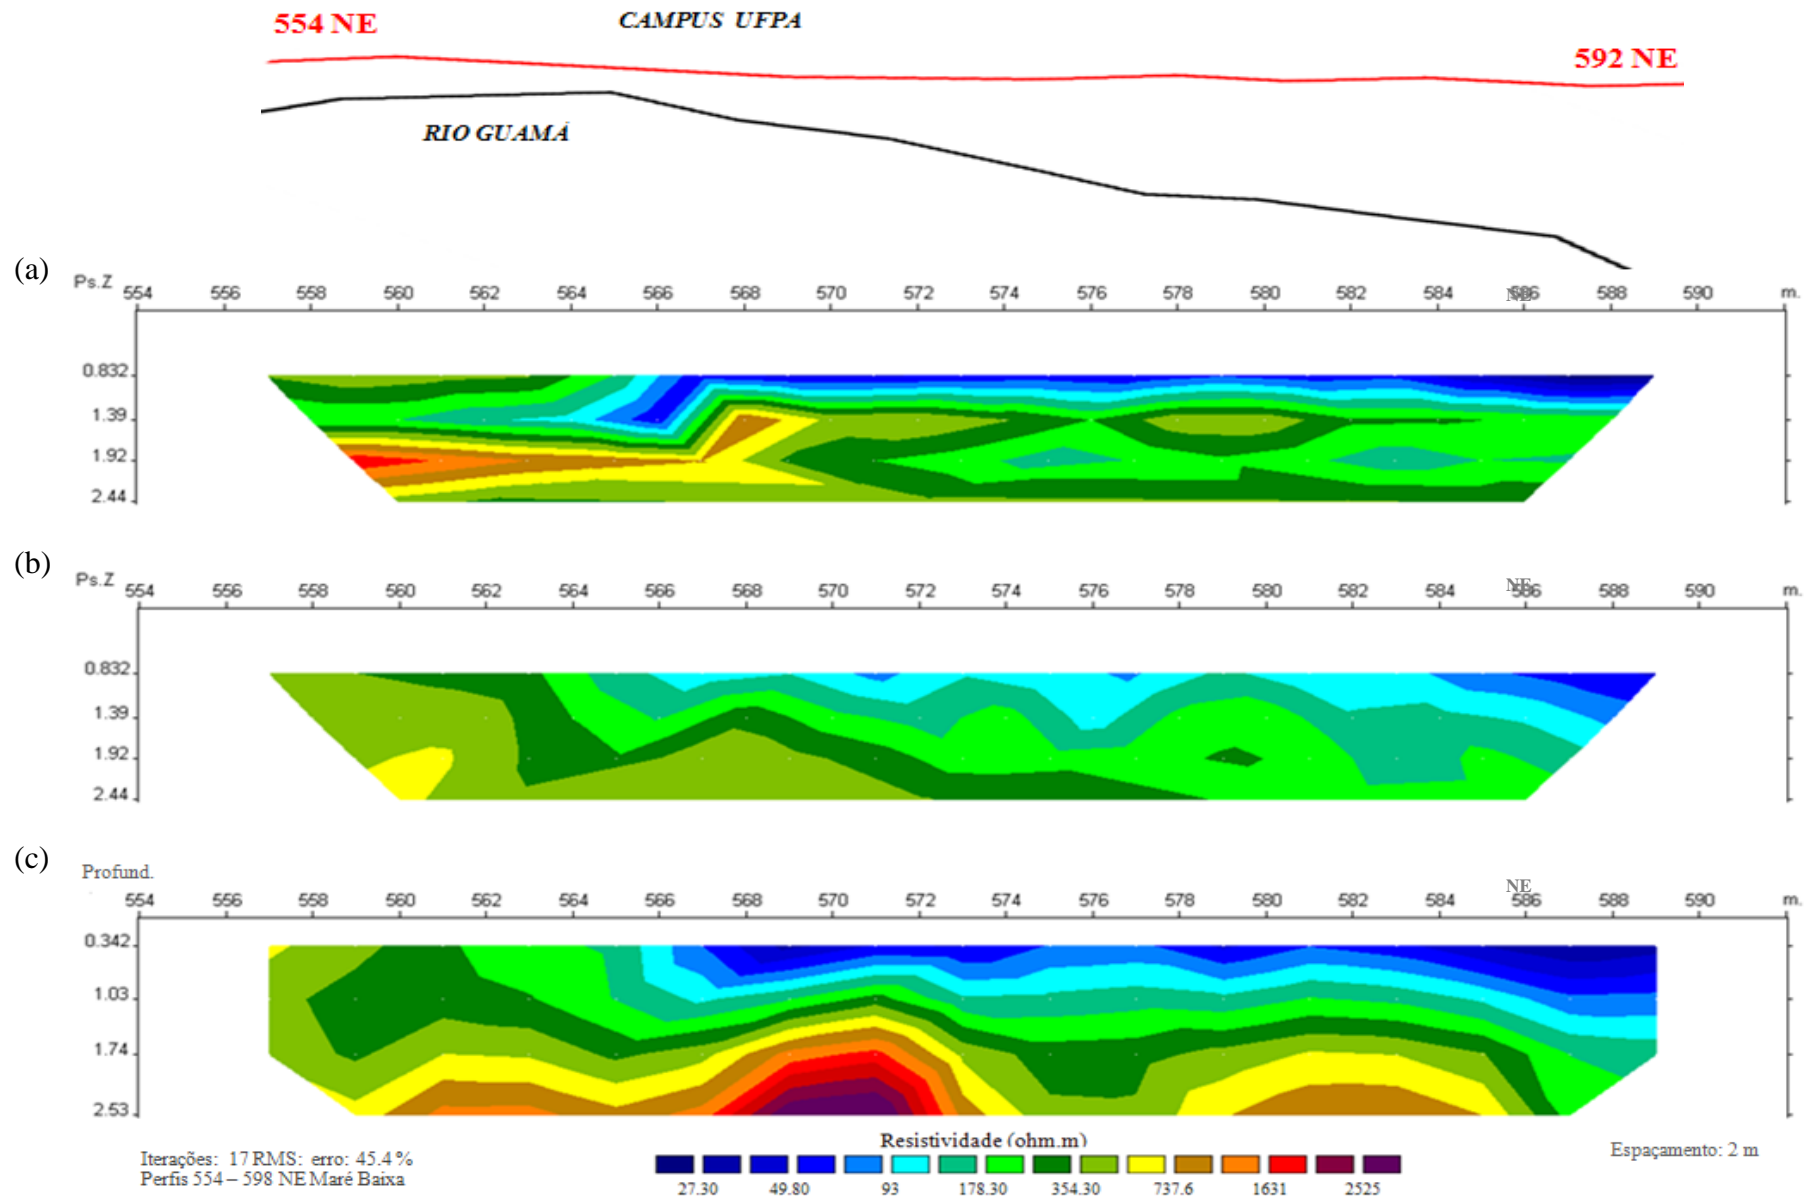 554 NE
CAMPUS UFPA
592 NE
RIO GUAMÁ
(a)
Ps.Z
554 556 558 560 562 564 566 568 570 572 574 576 578 580 582 584 586 588 590 m.
NE
0.832
1.39
1.92
2.44
(b)
Ps.Z
554 556 558 560 562 564 566 568 570 572 574 576 578 580 582 584 586 588 590 m.
NE
0.832
1.39
1.92
2.44
(c)
Profund.
NE
554 556 558 560 562 564 566 568 570 572 574 576 578 580 582 584 586 588 590 m.
0.342
1.03
1.74
2.53
Resistividade (ohm.m)
Iterações: 17 RMS: erro: 45.4 %
Perfis 554 – 598 NE Maré Baixa
27.30 49.80 93 178.30 354.30 737.6 1631 2525
Espaçamento: 2 m